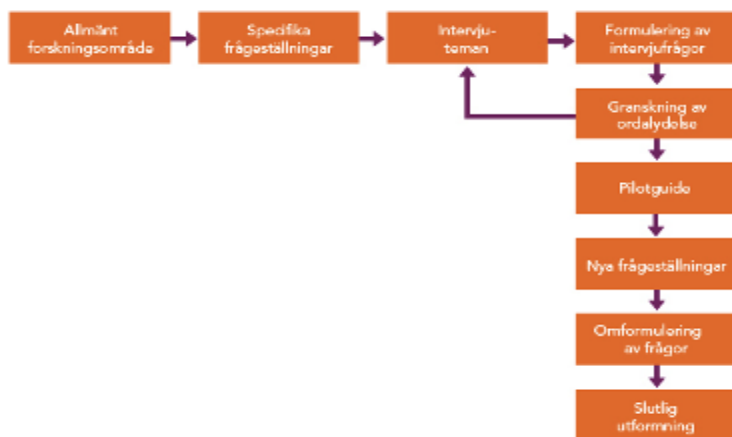 Allmänt
forskningsområde
Specifika
frågeställningar
Intervju-
teman
Formulering av
intervjufrågor
Granskning av
ordalydelse
Pilotguide
Nya frågeställningar
Omformulering
av frågor
Slutlig
utformning